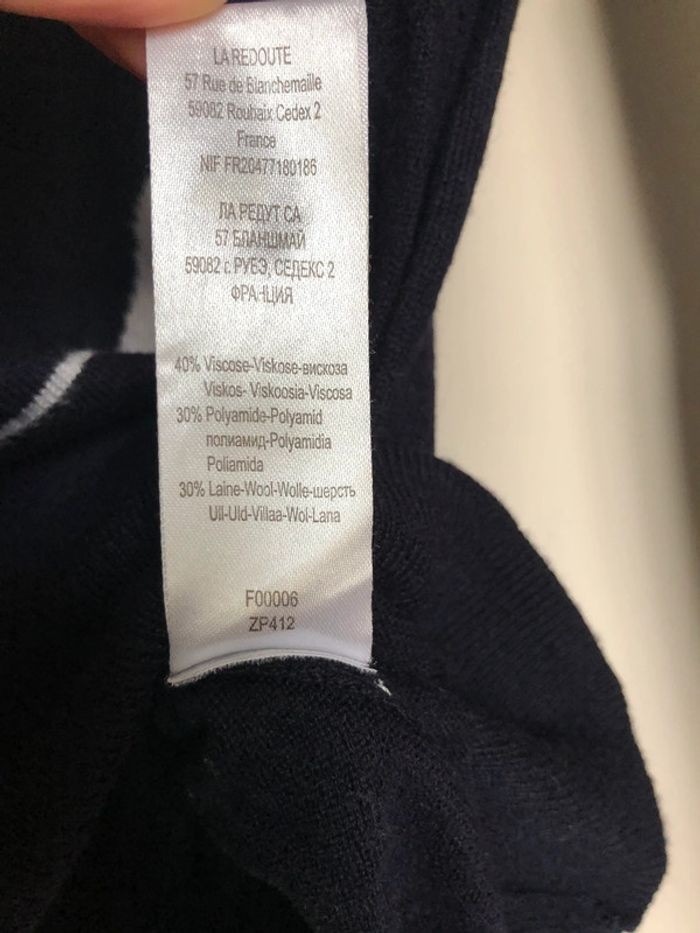 LA REDOUTE
57 Rue de Blanchemaille
59082 Roubaix Cedex 2
France
NIF FR20477180186
ЛА РЕДУТ СА
57 БЛАНШМАЙ
59082 г. РУБЭ, СЕДЕКС 2
ФРАНЦИЯ
40% Viscose-Viskose-вискоза
Viskos- Viskoosia-Viscosa
30% Polyamide-Polyamid
полиамид-Polyamidia
Poliamida
30% Laine-Wool-Wolle-шерсть
Ull-Uld-Villaa-Wol-Lana
F00006
ZP412